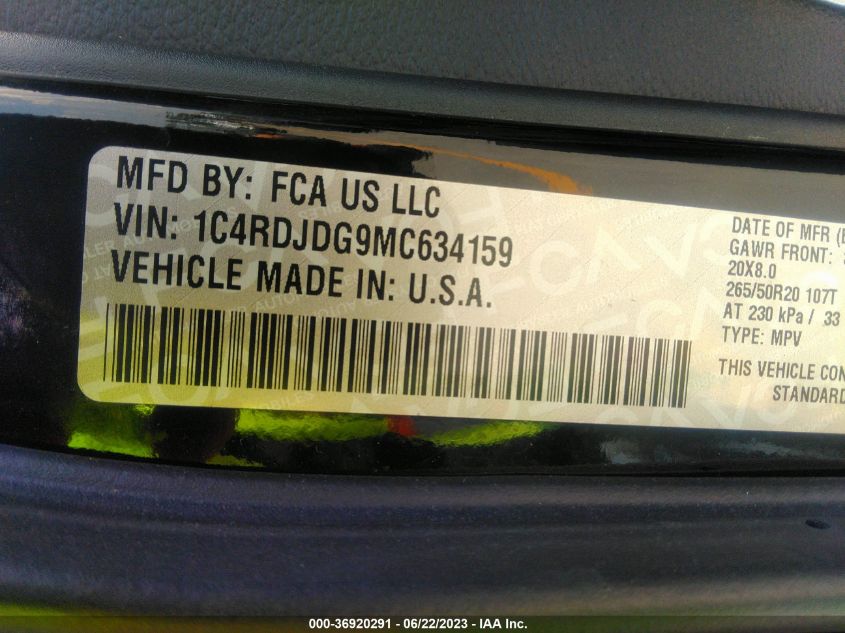 MFD BY: FCA US LLC
VIN: 1C4RDJDG9MC634159
VEHICLE MADE IN: U.S.A.
DATE OF MFR
GAWR FRONT:
20X8.0
265/50R20 107T
AT 230 kPa / 33
TYPE: MPV
THIS VEHICLE
STANDARD
000-36920291 - 06/22/2023 - IAA Inc.